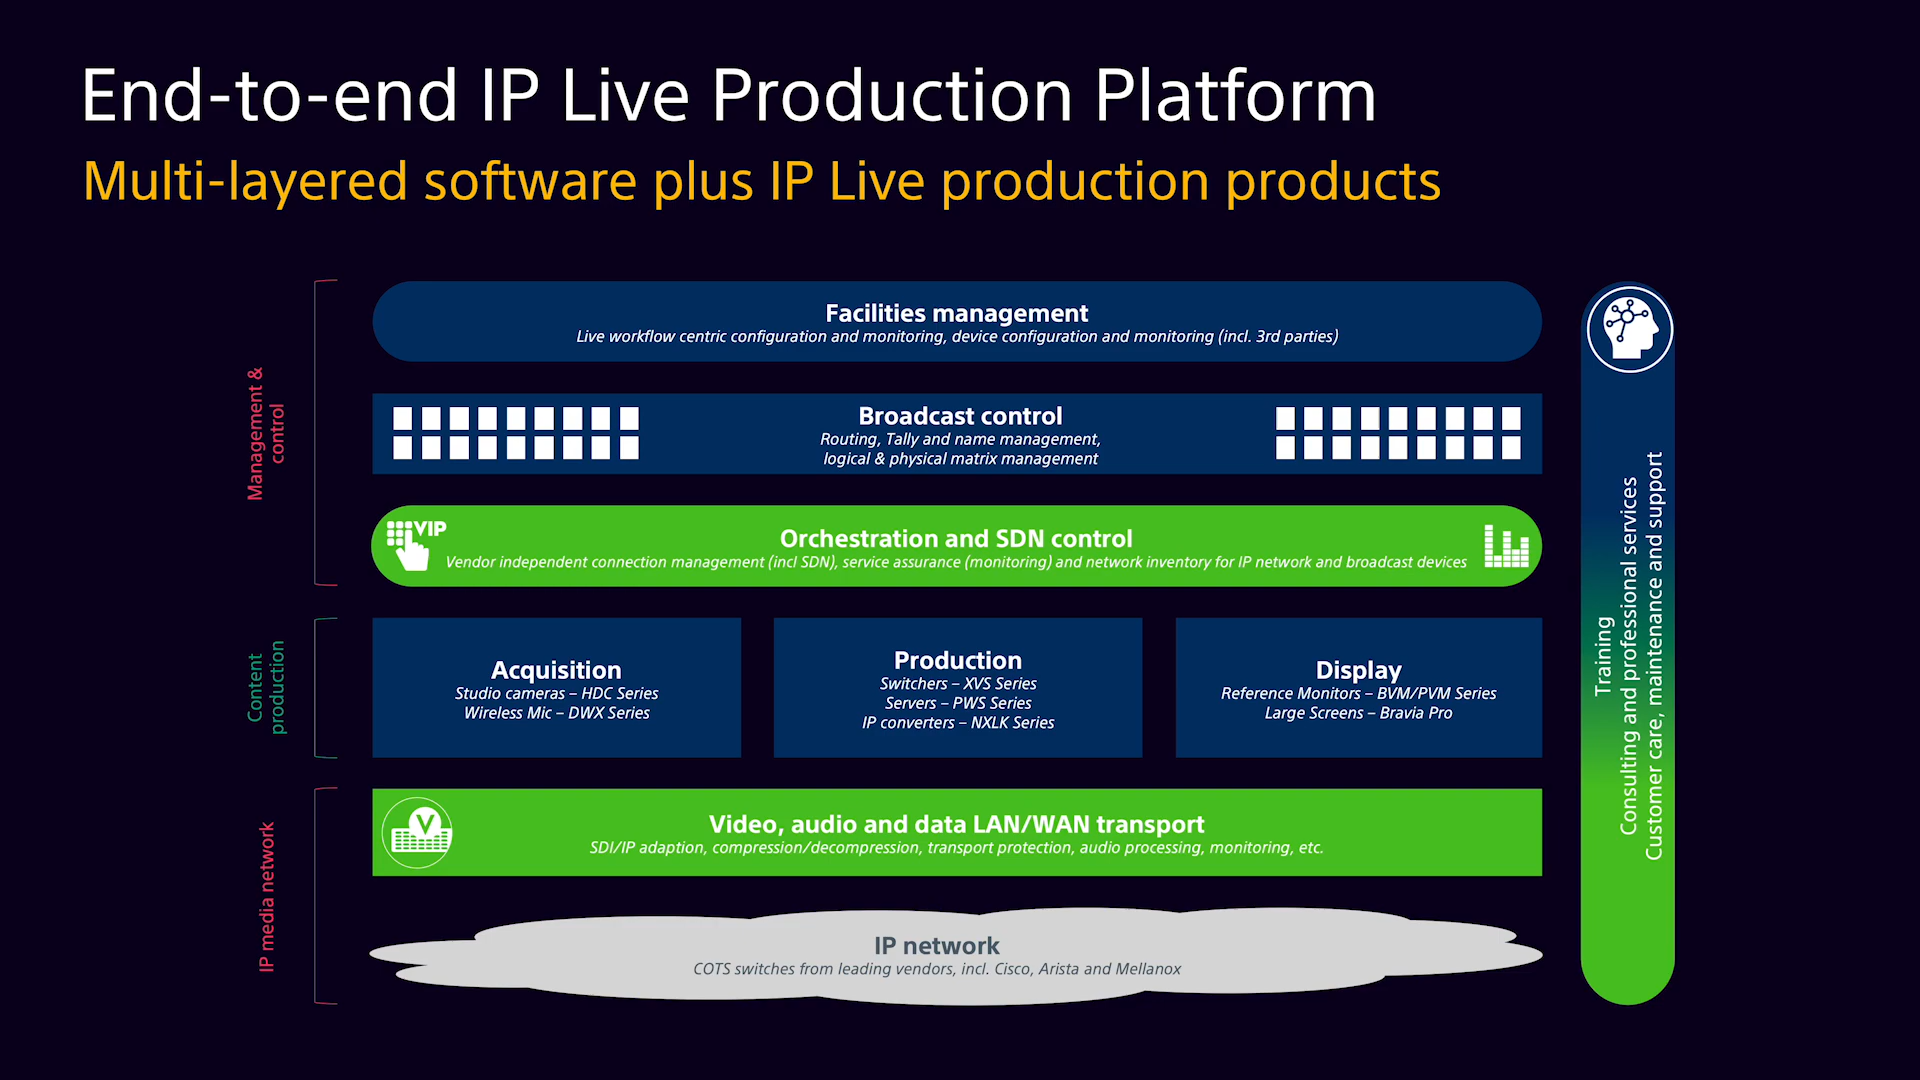 End-to-end IP Live Production Platform
Multi-layered software plus IP Live production products
Management &
control
Facilities management
Live workflow centric configuration and monitoring, device configuration and monitoring (incl. 3rd parties)
Broadcast control
Routing, Tally and name management,
logical & physical matrix management
VIP
Orchestration and SDN control
Vendor independent connection management (incl SDN), service assurance (monitoring) and network inventory for IP network and broadcast devices
Content
production
Acquisition
Studio cameras – HDC Series
Wireless Mic – DWX Series
Production
Switchers – XVS Series
Servers – PWS Series
IP converters – NXLK Series
Display
Reference Monitors – BVM/PVM Series
Large Screens – Bravia Pro
IP media network
V
Video, audio and data LAN/WAN transport
SDI/IP adaption, compression/decompression, transport protection, audio processing, monitoring, etc.
IP network
COTS switches from leading vendors, incl. Cisco, Arista and Mellanox
Training
Consulting and professional services
Customer care, maintenance and support